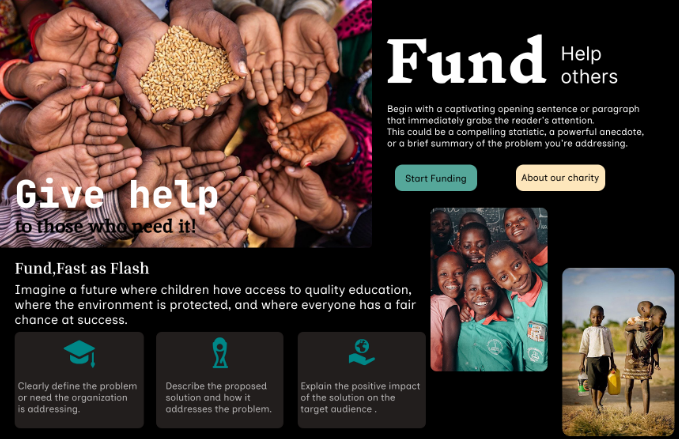 Give help
to those who need it!
Fund
Help
others
Begin with a captivating opening sentence or paragraph
that immediately grabs the reader's attention.
This could be a compelling statistic, a powerful anecdote,
or a brief summary of the problem you're addressing.
Start Funding
About our charity
Fund,Fast as Flash
Imagine a future where children have access to quality education,
where the environment is protected, and where everyone has a fair
chance at success.
Clearly define the problem
or need the organization
is addressing.
Describe the proposed
solution and how it
addresses the problem.
Explain the positive impact
of the solution on the
target audience .